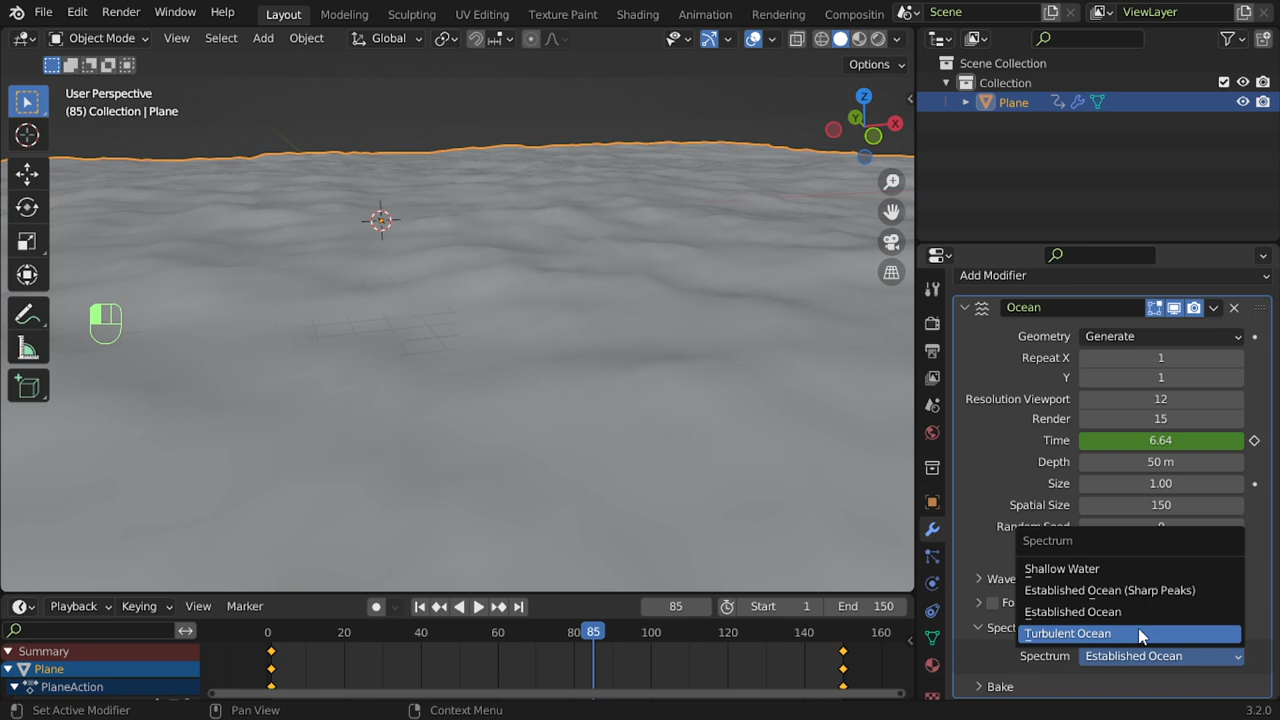 File Edit Render Window Help Layout Modeling Sculpting UV Editing Texture Paint Shading Animation Rendering Compositin Scene ViewLayer
Object Mode View Select Add Object Global
Options
Scene Collection
Collection
Plane
User Perspective
(85) Collection | Plane
Z
Y
X
Add Modifier
Ocean
Geometry Generate
Repeat X 1
Y 1
Resolution Viewport 12
Render 15
Time 6.64
Depth 50 m
Size 1.00
Spatial Size 150
Spectrum
Shallow Water
Established Ocean (Sharp Peaks)
Established Ocean
Turbulent Ocean
Spectrum Established Ocean
Bake
Playback Keying View Marker 85 Start 1 End 150
0 20 40 60 80 85 100 120 140 160
Summary
Plane
PlaneAction
Set Active Modifier Pan View Context Menu 3.2.0